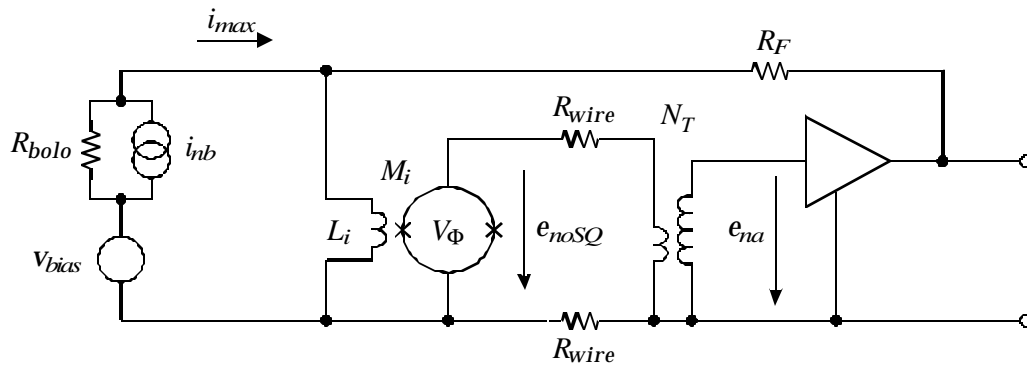 i_max
R_F
R_wire
N_T
R_bolo
i_nb
M_i
L_i
V_Φ
e_noSQ
e_na
v_bias
R_wire